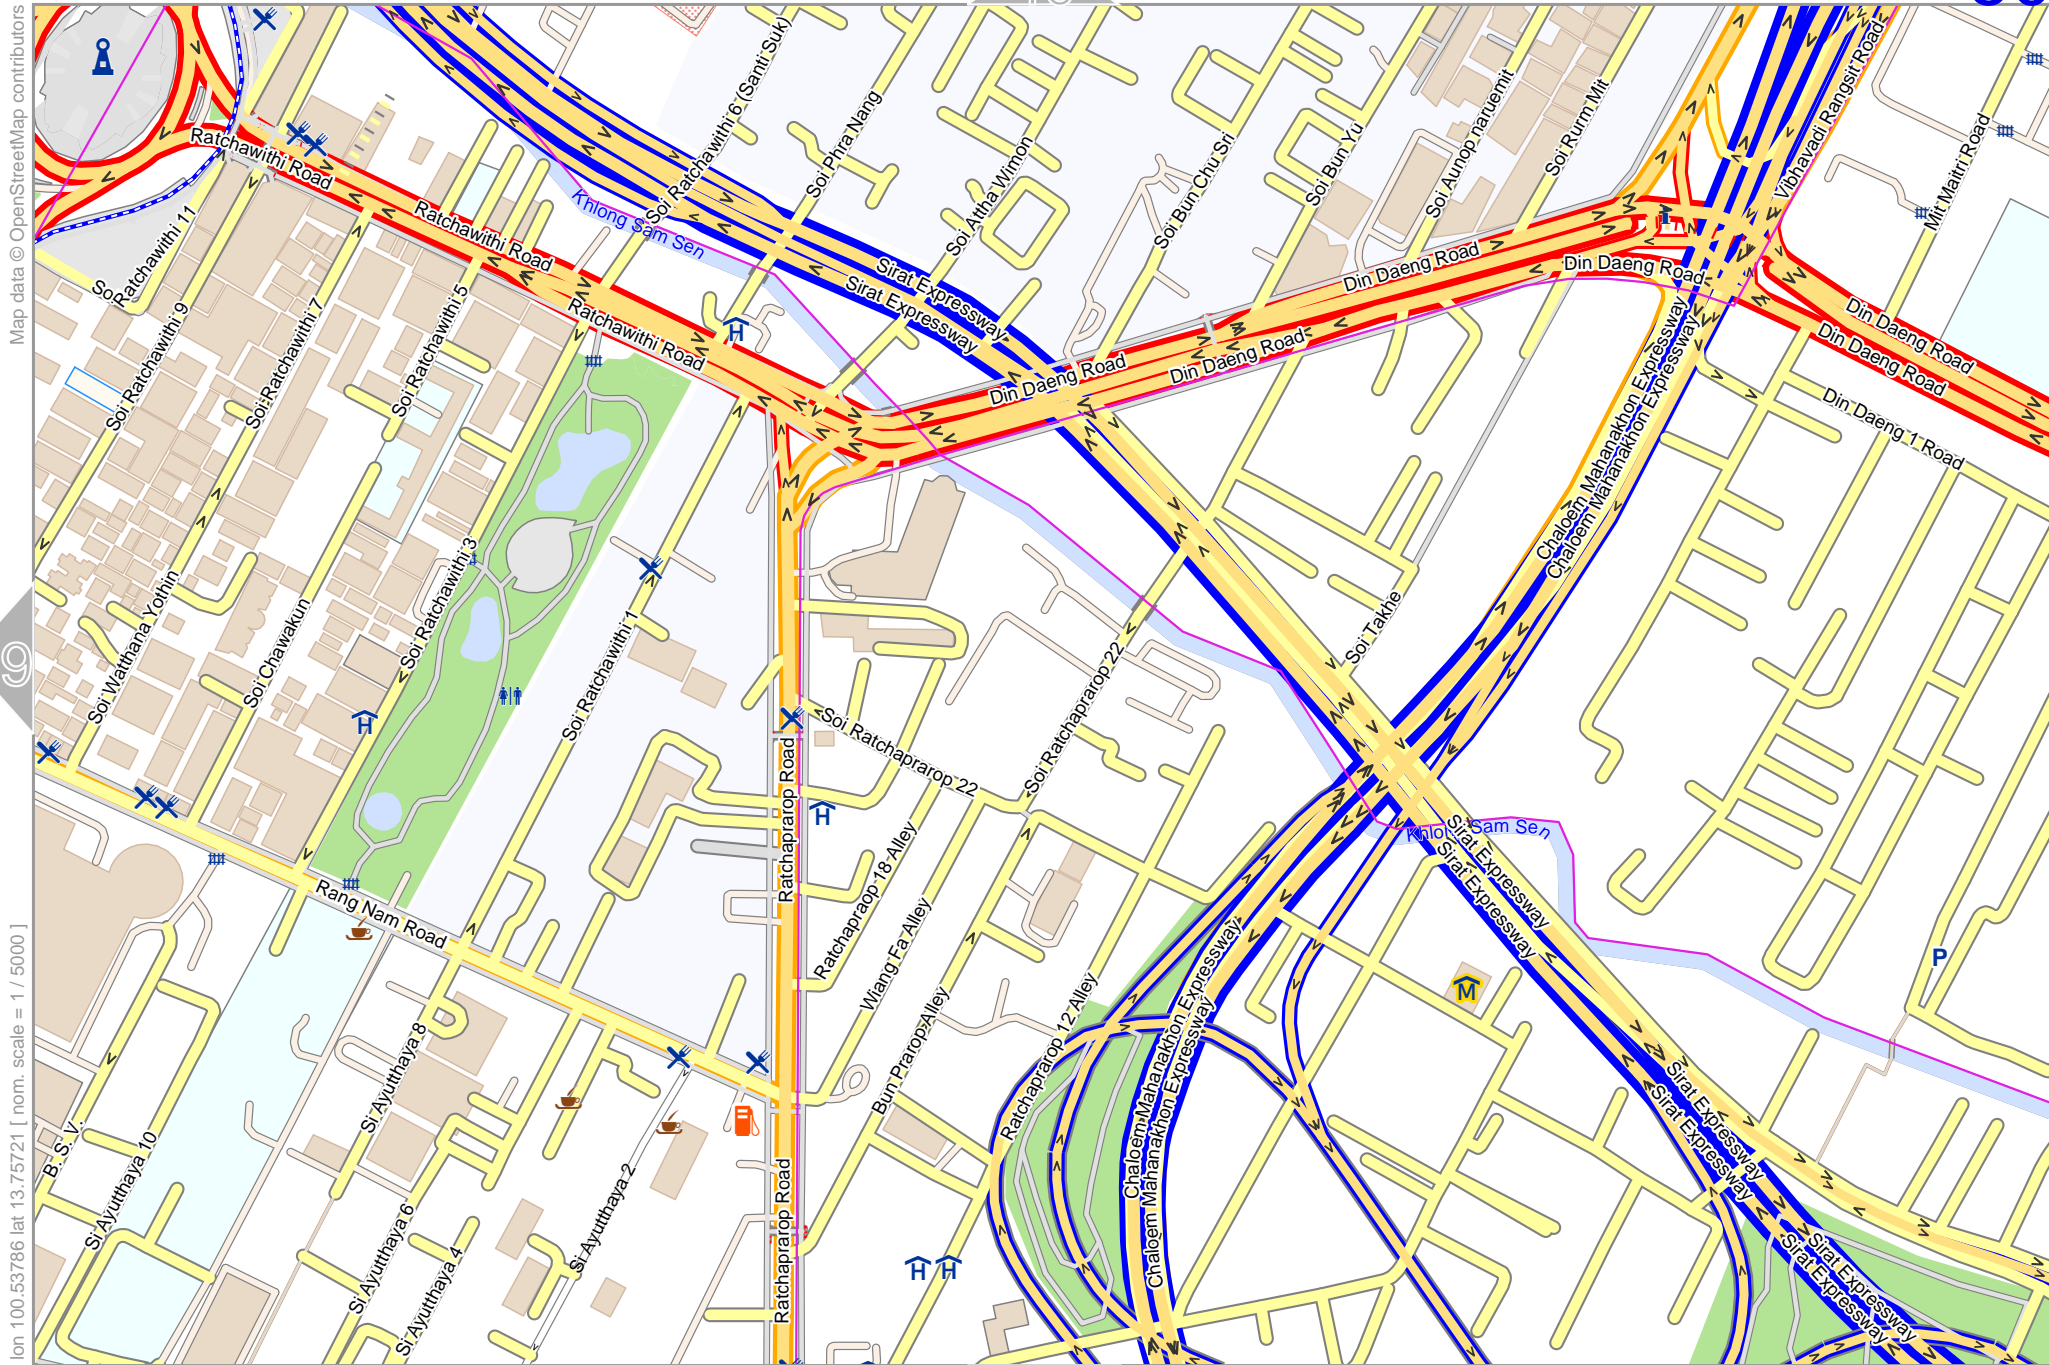 Map data © OpenStreetMap contributors
lon 100.53786 lat 13.75721 [ nom. scale = 1 / 5000 ]
9
Ratchawithi Road
Ratchawithi Road
Ratchawithi Road
Soi Ratchawithi 11
Soi Ratchawithi 9
Soi Ratchawithi 7
Soi Ratchawithi 5
Soi Ratchawithi 3
Soi Ratchawithi 1
Soi Watthana Yothin
Soi Chawakun
Khlong Sam Sen
Soi Ratchawithi 6 (Santi Suk)
Soi Phra Nang
Soi Attha Wimon
Soi Bun Chu Sri
Soi Bun Yu
Soi Aunop naruemit
Soi Rurm Mit
Vibhavadi Rangsit Road
Mit Maitri Road
Sirat Expressway
Sirat Expressway
Din Daeng Road
Din Daeng Road
Din Daeng Road
Din Daeng Road
Din Daeng Road
Din Daeng Road
Din Daeng 1 Road
Chaloem Mahanakhon Expressway
Chaloem Mahanakhon Expressway
Soi Takhe
Soi Ratchaprarop 22
Soi Ratchaprarop 22
Ratchaprarop Road
Ratchaprarop Road
Ratchapraop 18 Alley
Wiang Fa Alley
Bun Prarop Alley
Ratchaprarop 12 Alley
Khlong Sam Sen
Sirat Expressway
Sirat Expressway
Chaloem Mahanakhon Expressway
Chaloem Mahanakhon Expressway
Sirat Expressway
Sirat Expressway
Sirat Expressway
Sirat Expressway
Rang Nam Road
B. S. V.
Si Ayutthaya 10
Si Ayutthaya 8
Si Ayutthaya 6
Si Ayutthaya 4
Si Ayutthaya 2
H
H
H
H
H
M
P